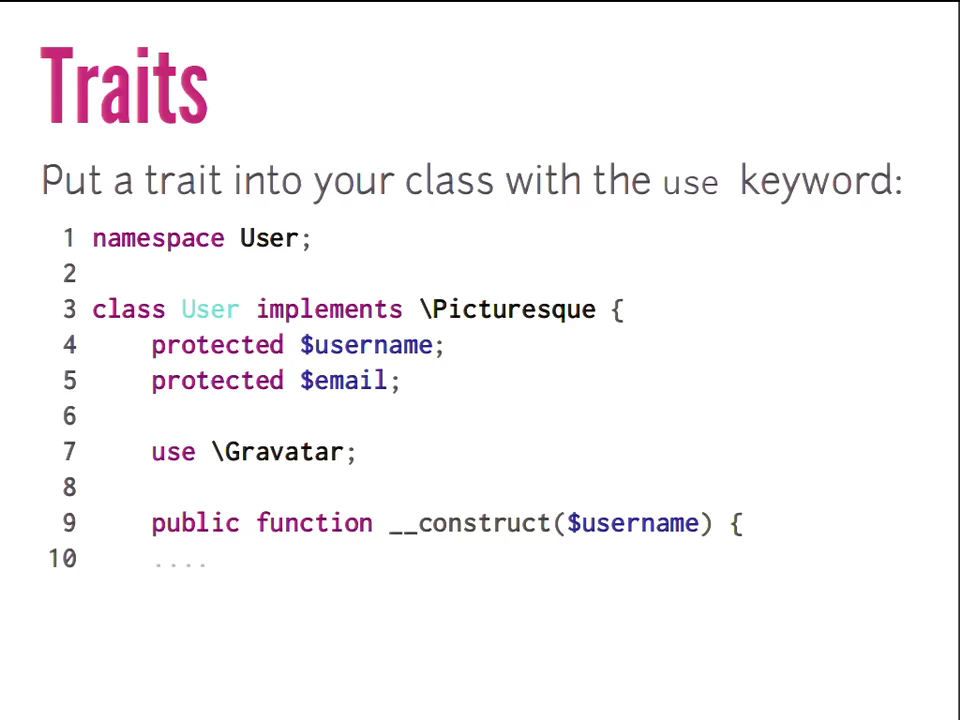 Traits
Put a trait into your class with the use keyword:
1 namespace User;
2
3 class User implements \Picturesque {
4     protected $username;
5     protected $email;
6
7     use \Gravatar;
8
9     public function __construct($username) {
10     ....